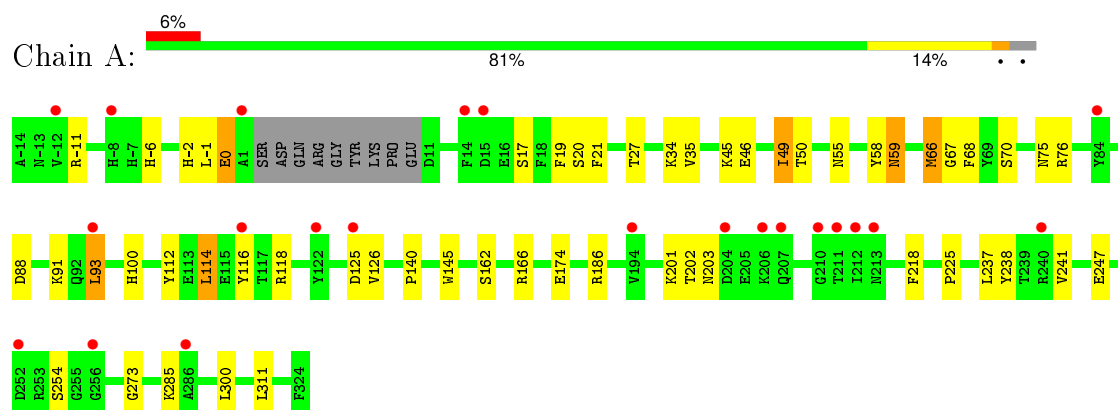 6%
Chain A:
81% 14% • •
A-14 N-13 V-12 R-11 H-8 H-7 H-6 H-2 L-1 E0 A1 SER ASP GLN ARG GLY TYR LYS PRO GLU D11 F14 D15 E16 S17 F18 F19 S20 F21 T27 K34 V35 K45 E46 I49 T50 N55 Y58 N59 M66 G67 F68 Y69 S70 N75 R76 Y84
D88 K91 Q92 L93 H100 Y112 E113 L114 E115 Y116 T117 R118 Y122 D125 V126 P140 W145 S162 R166 E174 R186 V194 K201 T202 N203 D204 E205 K206 Q207 G210 T211 I212 N213 F218 P225 L237 Y238 T239 R240 V241 E247
D252 R253 S254 G255 G256 G273 K285 A286 L300 L311 F324